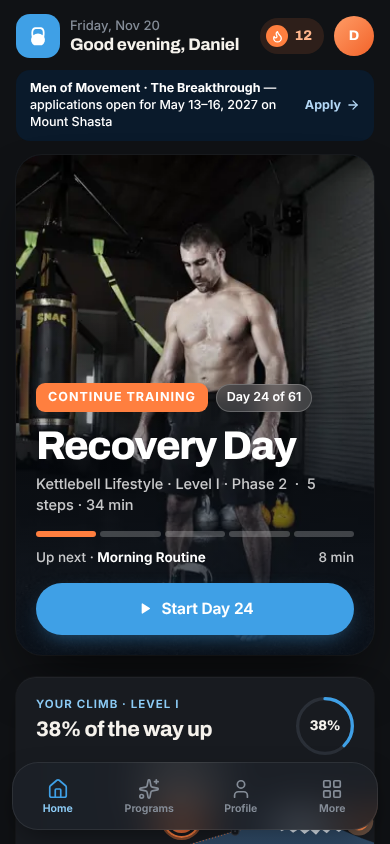 Friday, Nov 20
Good evening, Daniel
12
D
Men of Movement · The Breakthrough —
applications open for May 13–16, 2027 on
Mount Shasta
Apply →
SMAC
CONTINUE TRAINING
Day 24 of 61
Recovery Day
Kettlebell Lifestyle · Level I · Phase 2 · 5
steps · 34 min
Up next · Morning Routine
8 min
Start Day 24
YOUR CLIMB · LEVEL I
38% of the way up
38%
Home
Programs
Profile
More